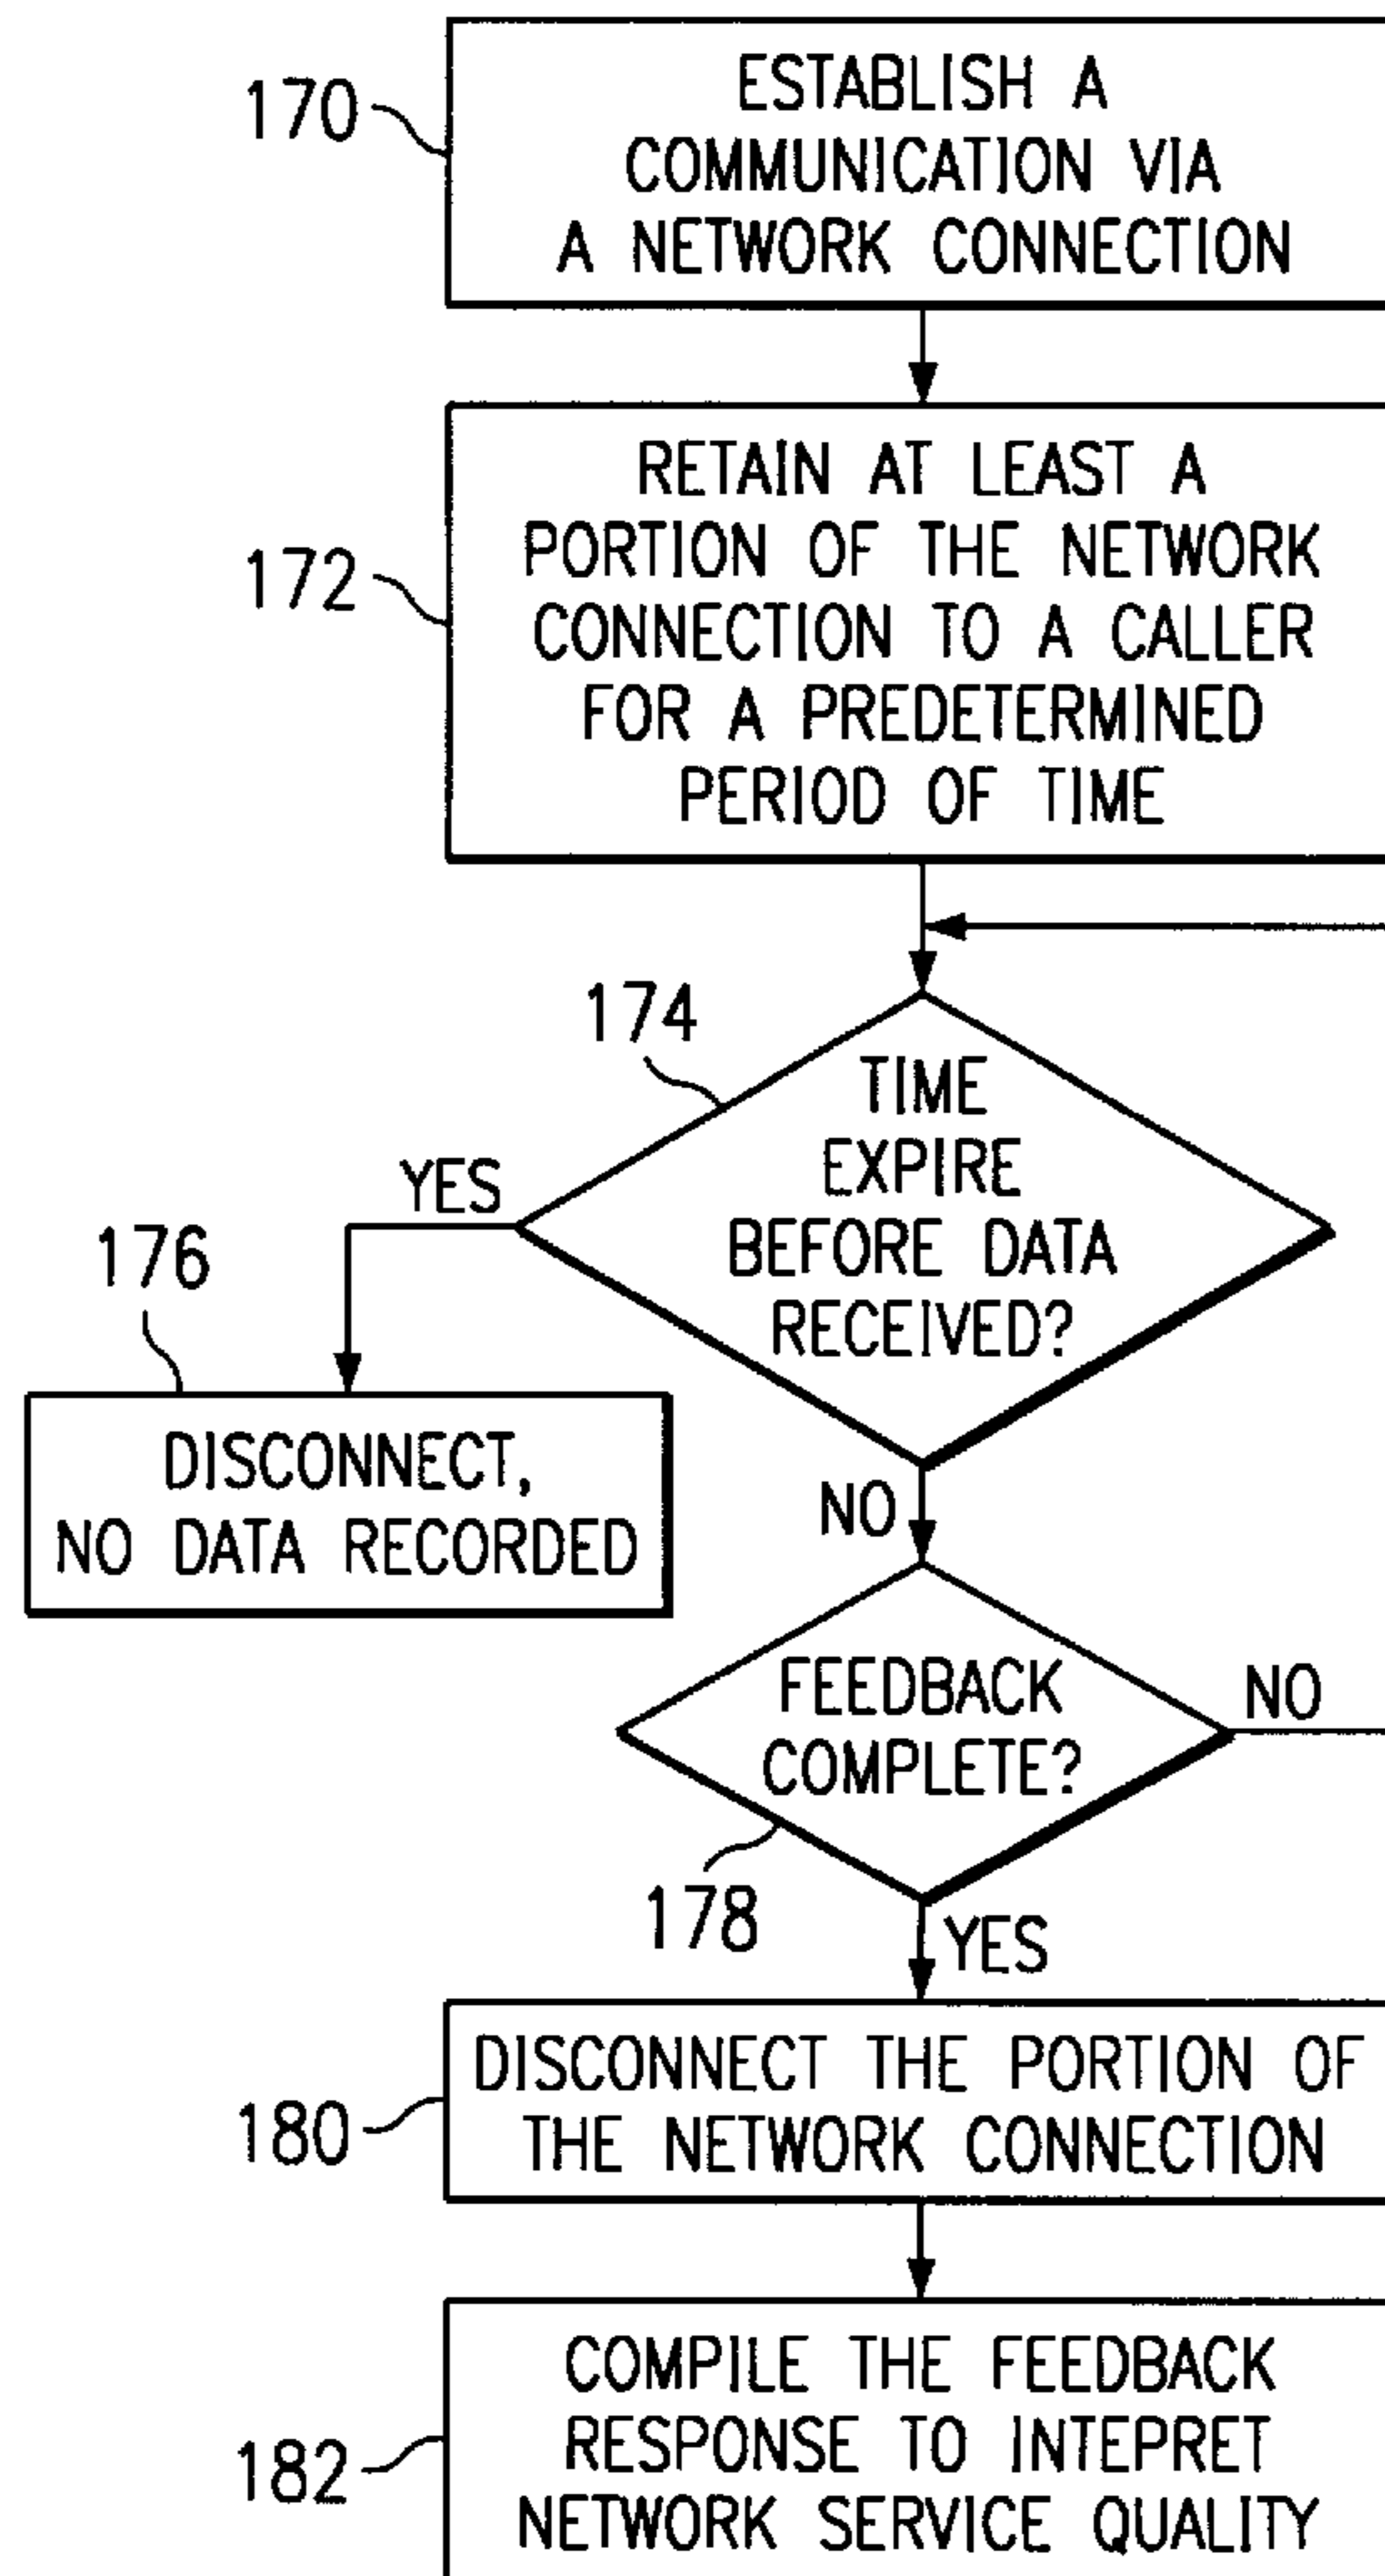 170
ESTABLISH A
COMMUNICATION VIA
A NETWORK CONNECTION
172
RETAIN AT LEAST A
PORTION OF THE NETWORK
CONNECTION TO A CALLER
FOR A PREDETERMINED
PERIOD OF TIME
174
TIME
EXPIRE
BEFORE DATA
RECEIVED?
YES
176
DISCONNECT,
NO DATA RECORDED
NO
FEEDBACK
COMPLETE?
NO
178
YES
180
DISCONNECT THE PORTION OF
THE NETWORK CONNECTION
182
COMPILE THE FEEDBACK
RESPONSE TO INTEPRET
NETWORK SERVICE QUALITY